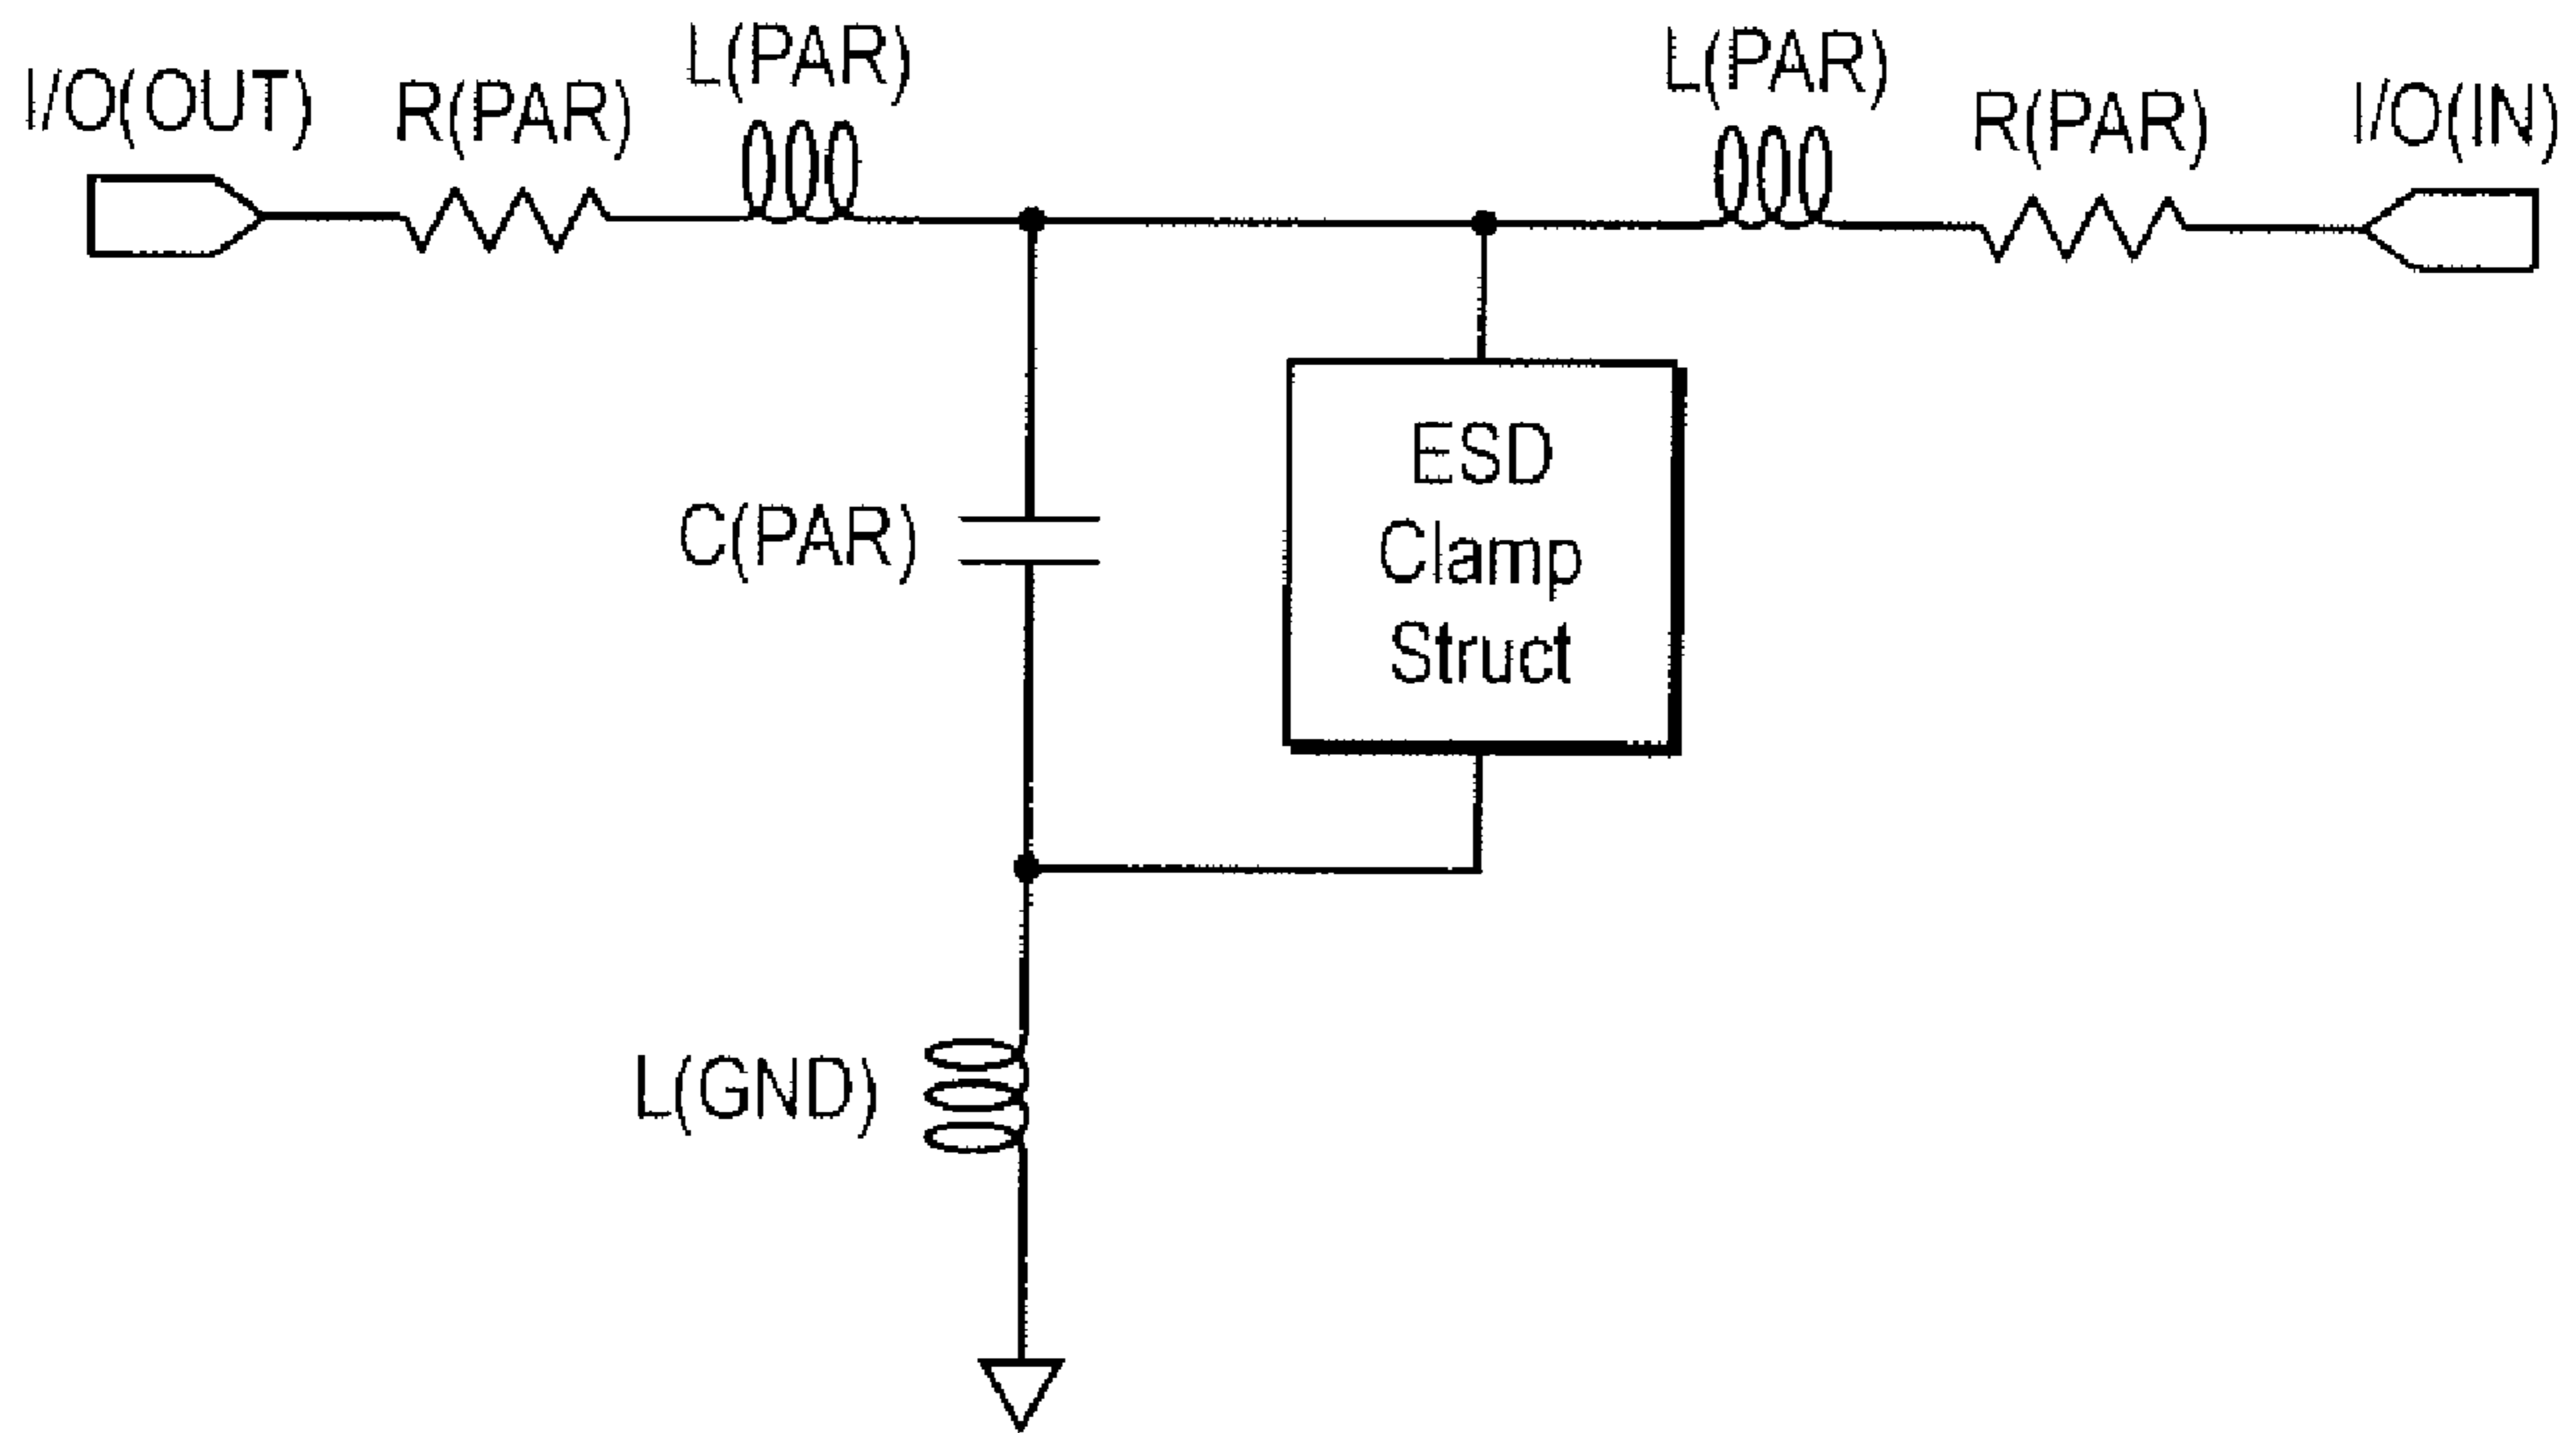 I/O(OUT)
R(PAR)
L(PAR)
L(PAR)
R(PAR)
I/O(IN)
C(PAR)
ESD
Clamp
Struct
L(GND)